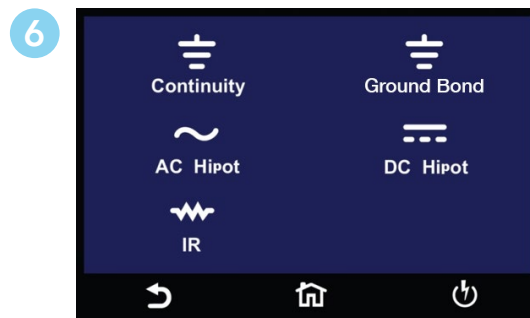 6
Continuity Ground Bond
AC Hipot DC Hipot
IR